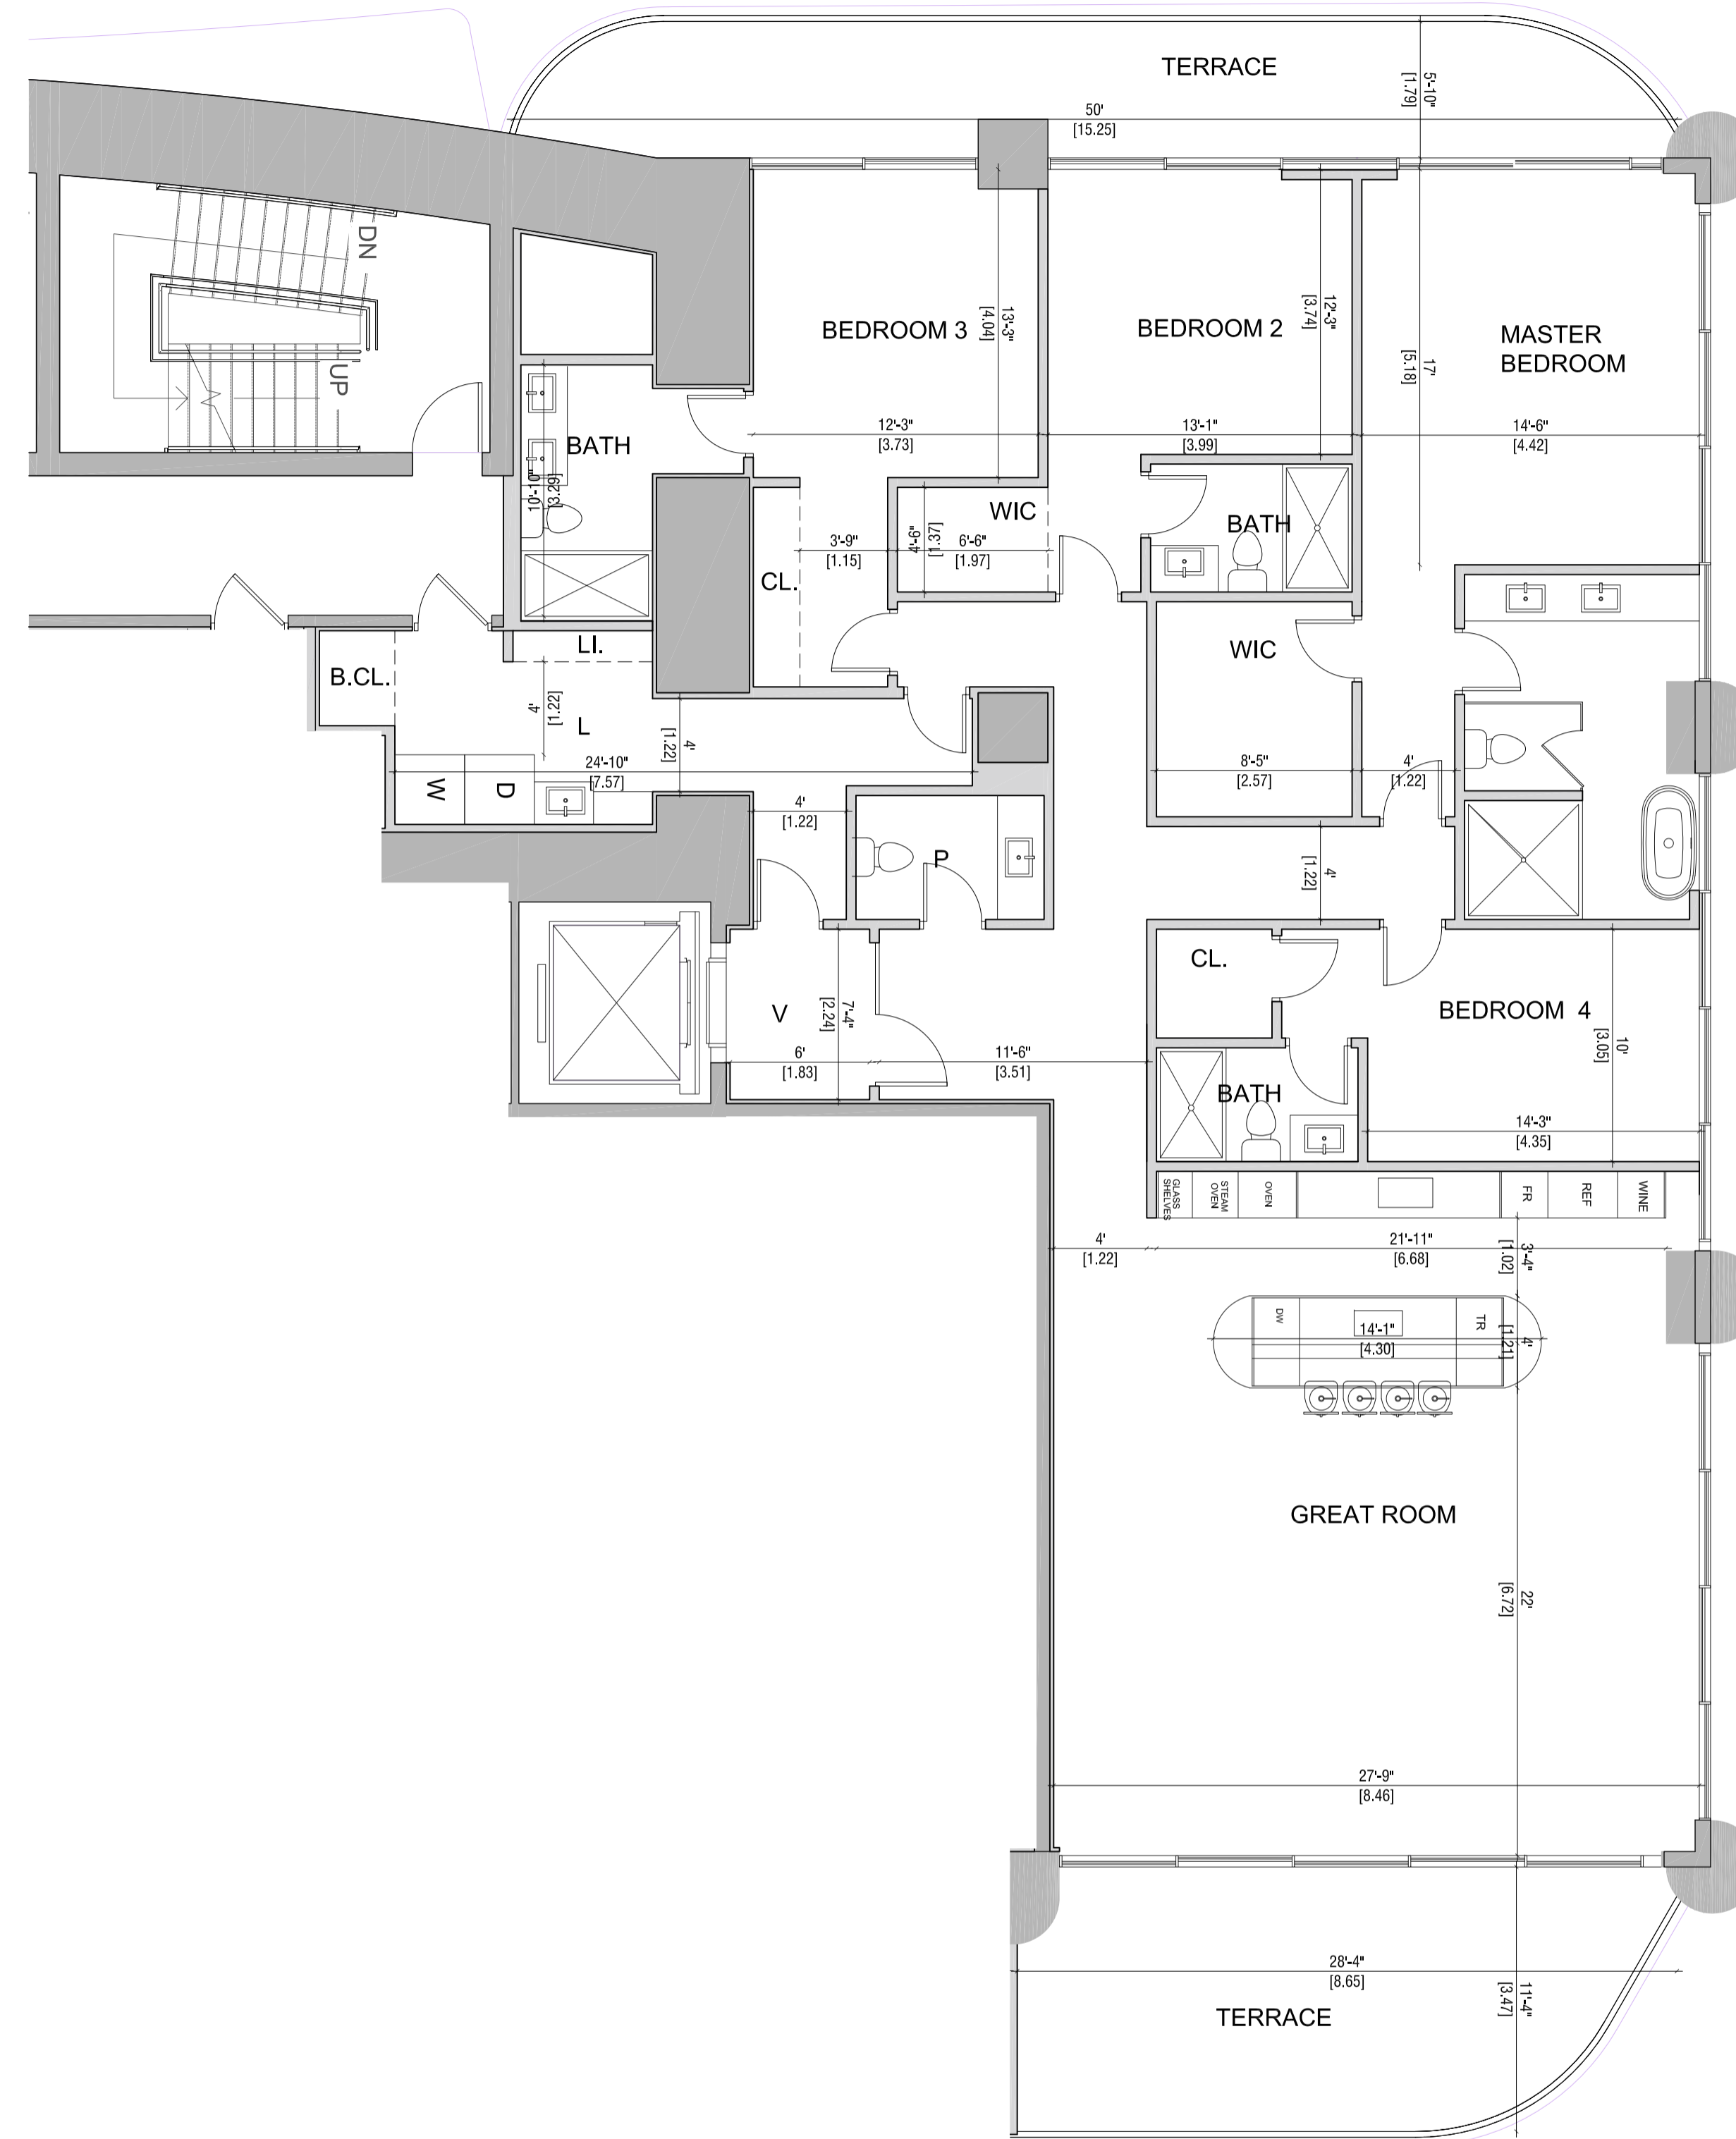 TERRACE
5'-10"
[1.79]
50'
[15.25]
DN
UP
BEDROOM 3
13'-3"
[4.04]
BEDROOM 2
12'-3"
[3.74]
MASTER
BEDROOM
17'
[5.18]
12'-3"
[3.73]
13'-1"
[3.99]
14'-6"
[4.42]
BATH
10'-10"
[3.29]
WIC
4'-6"
[1.37]
6'-6"
[1.97]
3'-9"
[1.15]
CL.
BATH
LI.
B.CL.
L
4'
[1.22]
4'
[1.22]
24'-10"
[7.57]
W
D
WIC
8'-5"
[2.57]
4'
[1.22]
4'
[1.22]
P
4'
[1.22]
V
7'-4"
[2.24]
6'
[1.83]
11'-6"
[3.51]
CL.
BEDROOM 4
10'
[3.05]
BATH
14'-3"
[4.35]
GLASS
SHELVES
STEAM
OVEN
OVEN
FR
REF
WINE
4'
[1.22]
21'-11"
[6.68]
3'-4"
[1.02]
DW
14'-1"
[4.30]
TR
4'
[1.21]
GREAT ROOM
22'
[6.72]
27'-9"
[8.46]
28'-4"
[8.65]
11'-4"
[3.47]
TERRACE